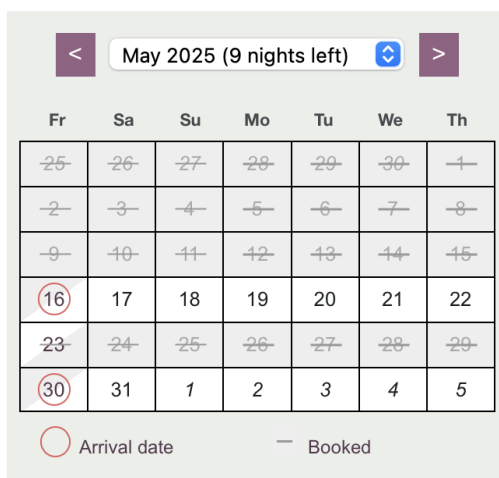 < May 2025 (9 nights left) >
Fr Sa Su Mo Tu We Th
25 26 27 28 29 30 1
2 3 4 5 6 7 8
9 10 11 12 13 14 15
16 17 18 19 20 21 22
23 24 25 26 27 28 29
30 31 1 2 3 4 5
Arrival date – Booked